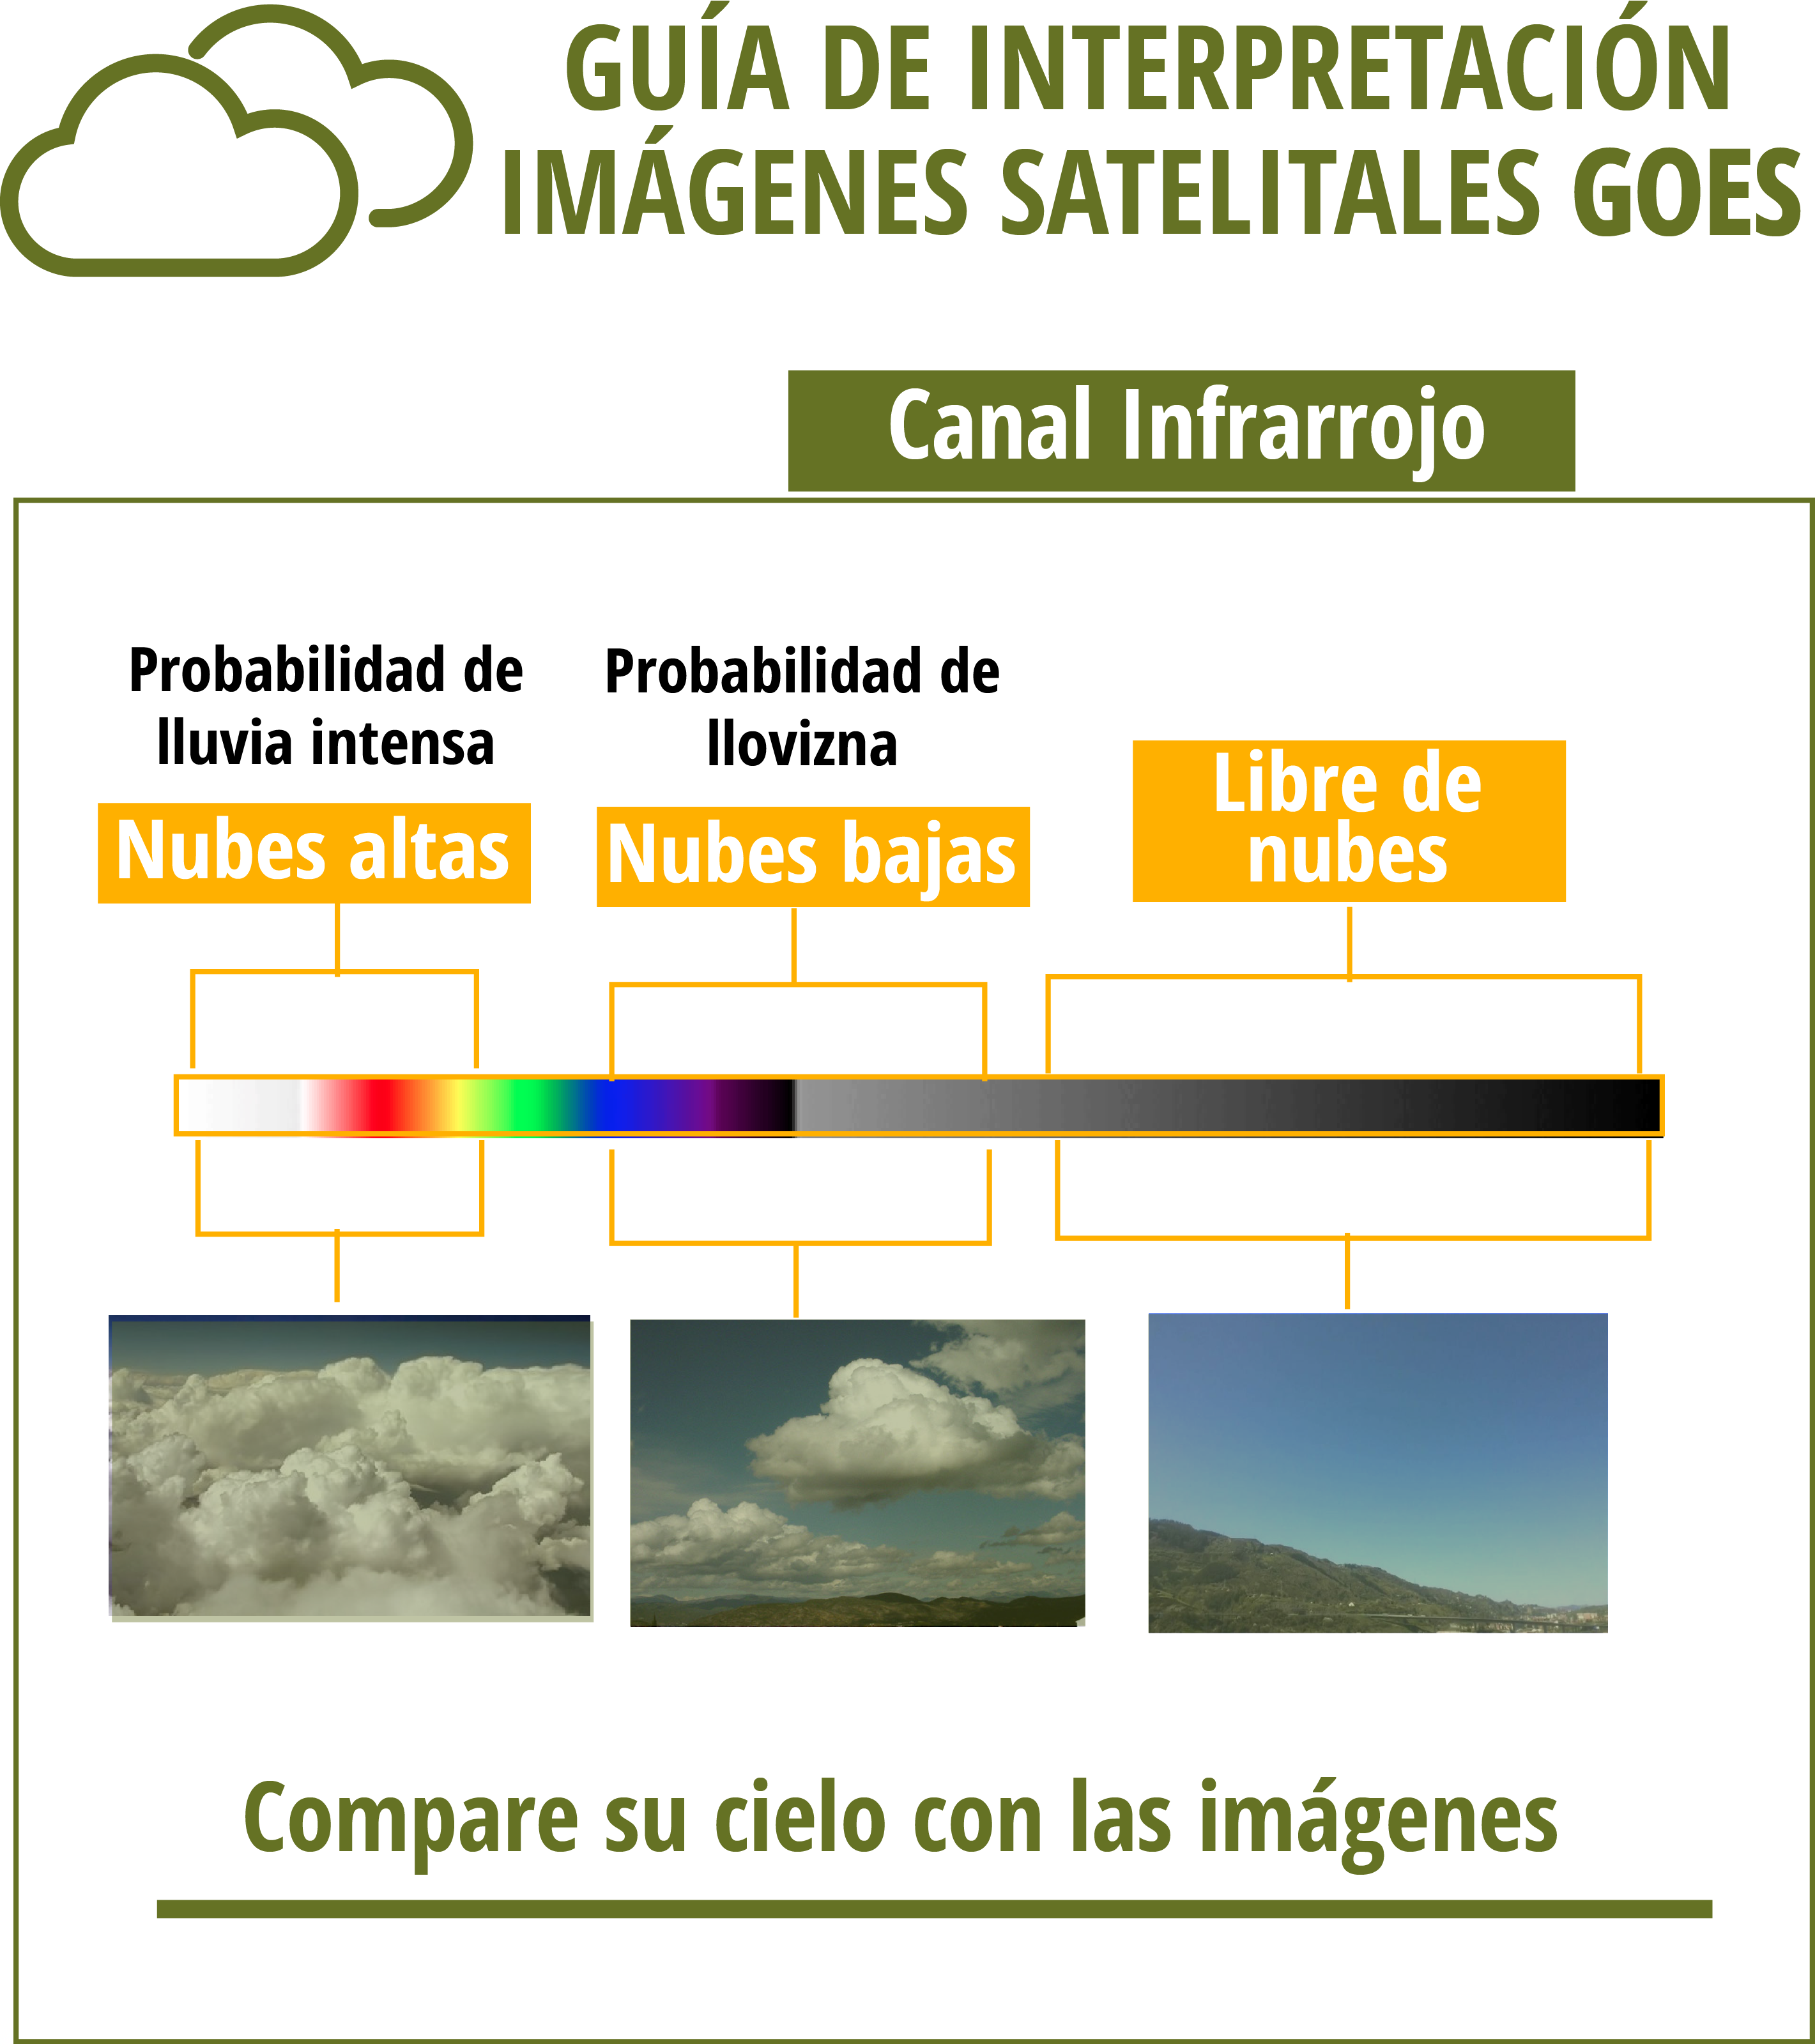 GUÍA DE INTERPRETACIÓN
IMÁGENES SATELITALES GOES
Canal Infrarrojo
Probabilidad de
lluvia intensa
Nubes altas
Probabilidad de
llovizna
Nubes bajas
Libre de
nubes
Compare su cielo con las imágenes